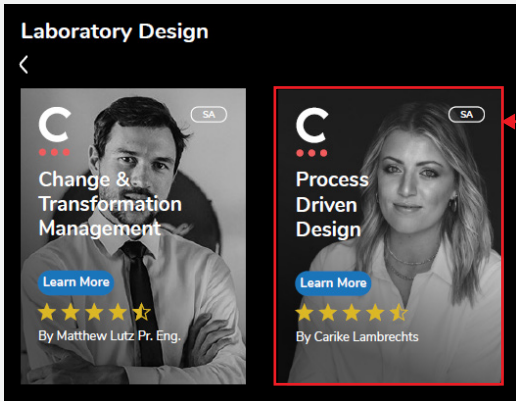 Laboratory Design
C
SA
Change &
Transformation
Management
Learn More
By Matthew Lutz Pr. Eng.
C
SA
Process
Driven
Design
Learn More
By Carike Lambrechts